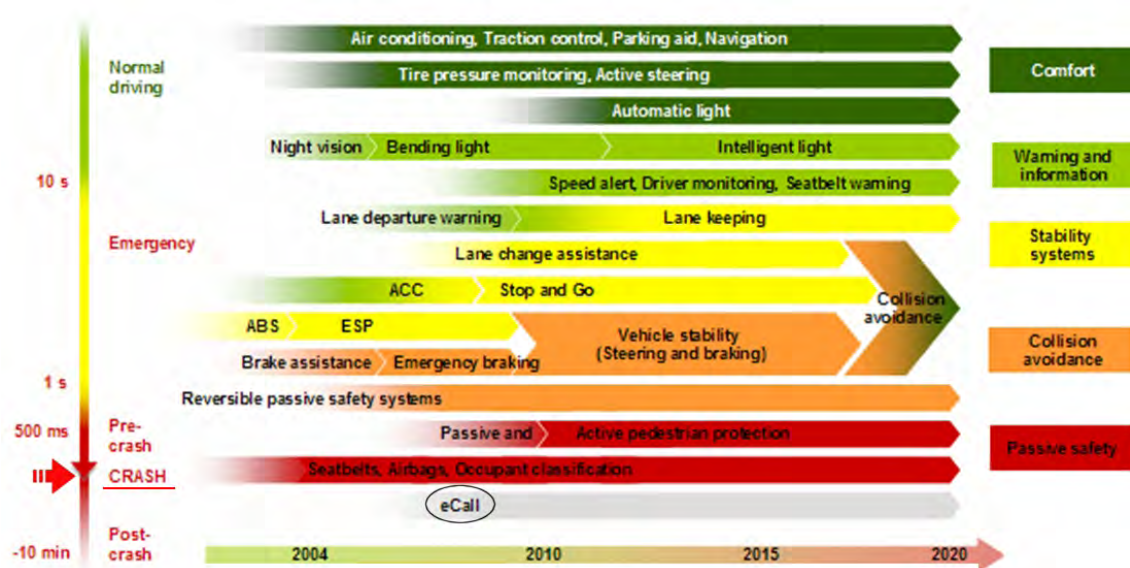 Air conditioning, Traction control, Parking aid, Navigation
Normal
driving
Tire pressure monitoring, Active steering
Comfort
Automatic light
Night vision
Bending light
Intelligent light
Warning and
information
10 s
Speed alert, Driver monitoring, Seatbelt warning
Lane departure warning
Lane keeping
Emergency
Stability
systems
Lane change assistance
ACC
Stop and Go
Collision
avoidance
ABS
ESP
Vehicle stability
(Steering and braking)
Collision
avoidance
Brake assistance
Emergency braking
1 s
Reversible passive safety systems
500 ms
Pre-
crash
Passive and
Active pedestrian protection
Passive safety
CRASH
Seatbelts, Airbags, Occupant classification
eCall
Post-
crash
-10 min
2004
2010
2015
2020